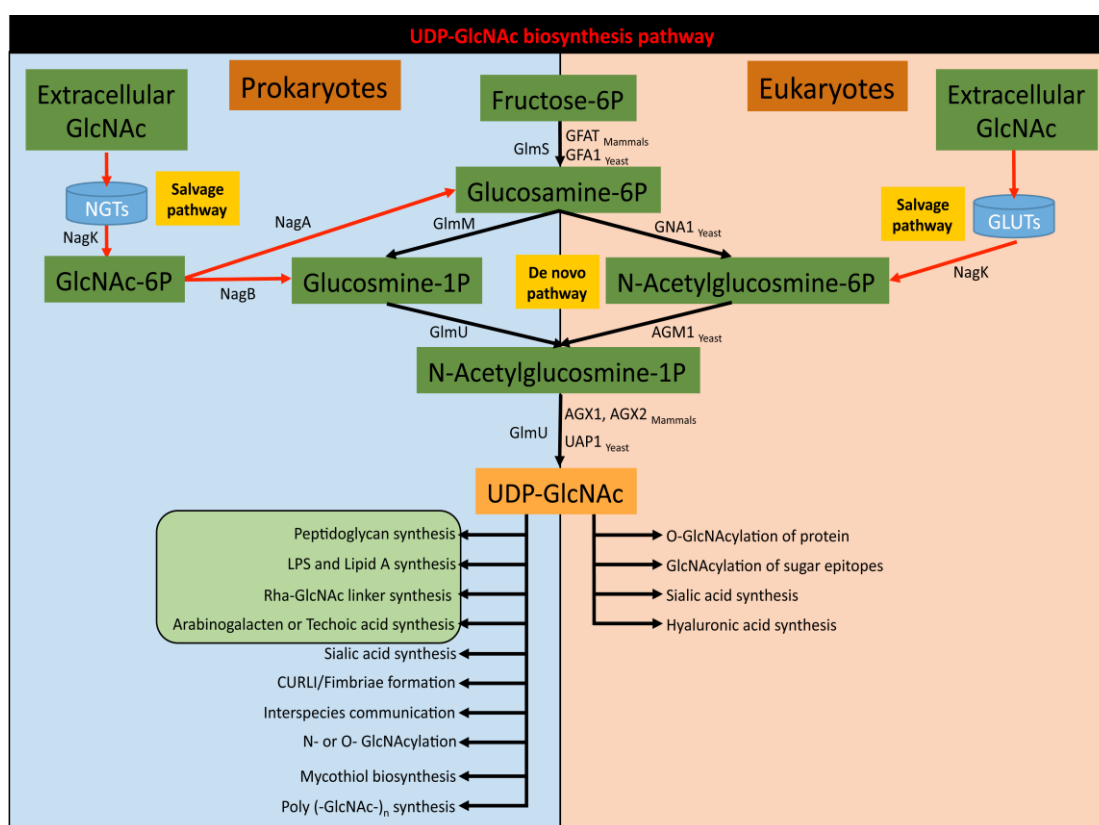 UDP-GlcNAc biosynthesis pathway
Extracellular
GlcNAc
Prokaryotes
Fructose-6P
Eukaryotes
Extracellular
GlcNAc
GlmS
GFAT Mammals
GFA1 Yeast
NGTs
Salvage
pathway
Glucosamine-6P
Salvage
pathway
GLUTs
NagK
NagA
GlmM
GNA1 Yeast
NagK
GlcNAc-6P
NagB
Glucosmine-1P
De novo
pathway
N-Acetylglucosmine-6P
GlmU
AGM1 Yeast
N-Acetylglucosmine-1P
GlmU
AGX1, AGX2 Mammals
UAP1 Yeast
UDP-GlcNAc
Peptidoglycan synthesis
LPS and Lipid A synthesis
Rha-GlcNAc linker synthesis
Arabinogalacten or Techoic acid synthesis
Sialic acid synthesis
CURLI/Fimbriae formation
Interspecies communication
N- or O- GlcNAcylation
Mycothiol biosynthesis
Poly (-GlcNAc-)n synthesis
O-GlcNAcylation of protein
GlcNAcylation of sugar epitopes
Sialic acid synthesis
Hyaluronic acid synthesis